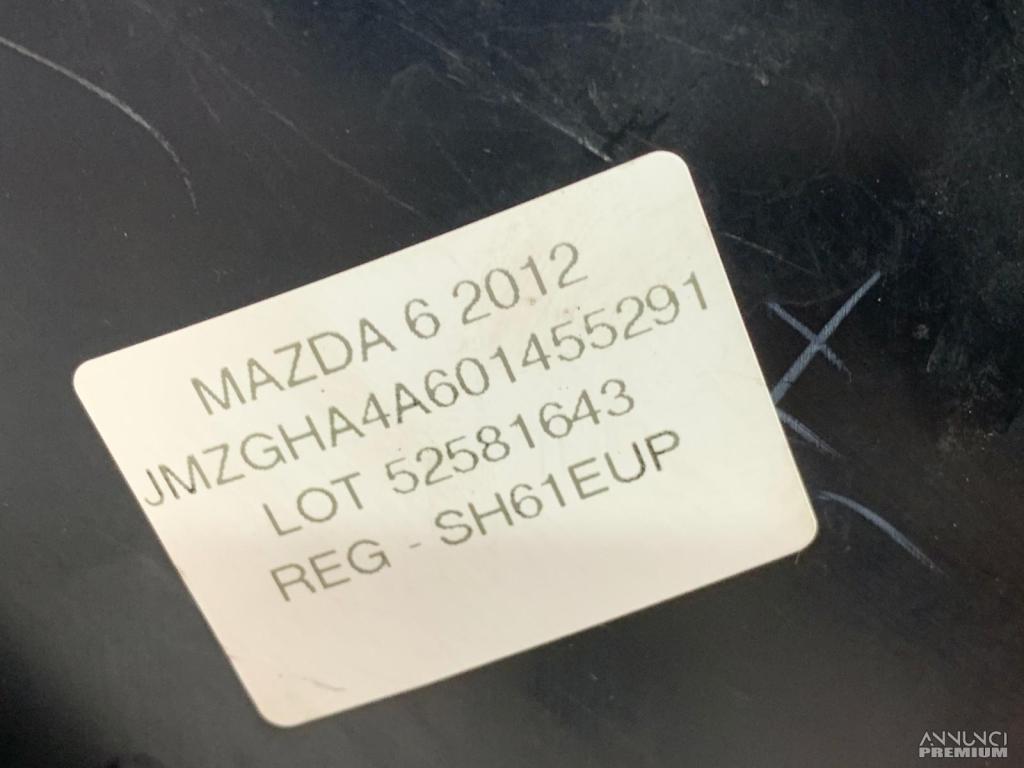 MAZDA 6 2012
JMZGHA4A601455291
LOT 52581643
REG - SH61EUP
ANNUNCI
PREMIUM